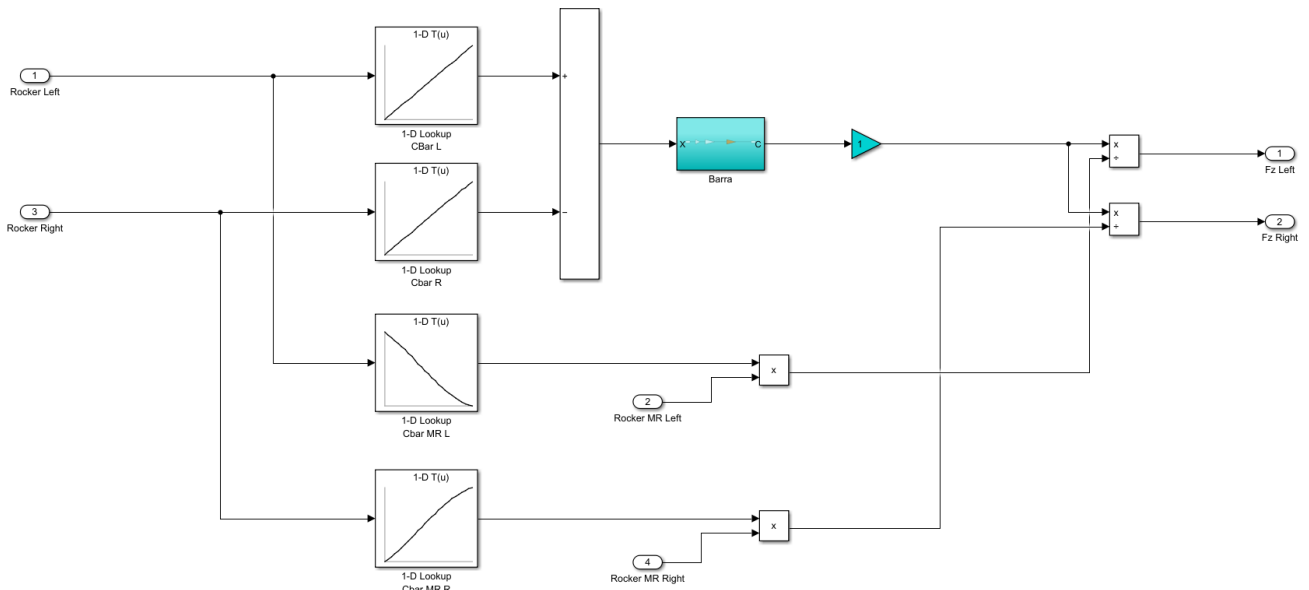 1-D T(u)
1
Rocker Left
+
1-D Lookup
CBar L
X
C
Barra
1
x
÷
1
Fz Left
1-D T(u)
3
Rocker Right
−
x
÷
2
Fz Right
1-D Lookup
Cbar R
1-D T(u)
x
2
Rocker MR Left
1-D Lookup
Cbar MR L
1-D T(u)
x
4
Rocker MR Right
1-D Lookup
Cbar MR R